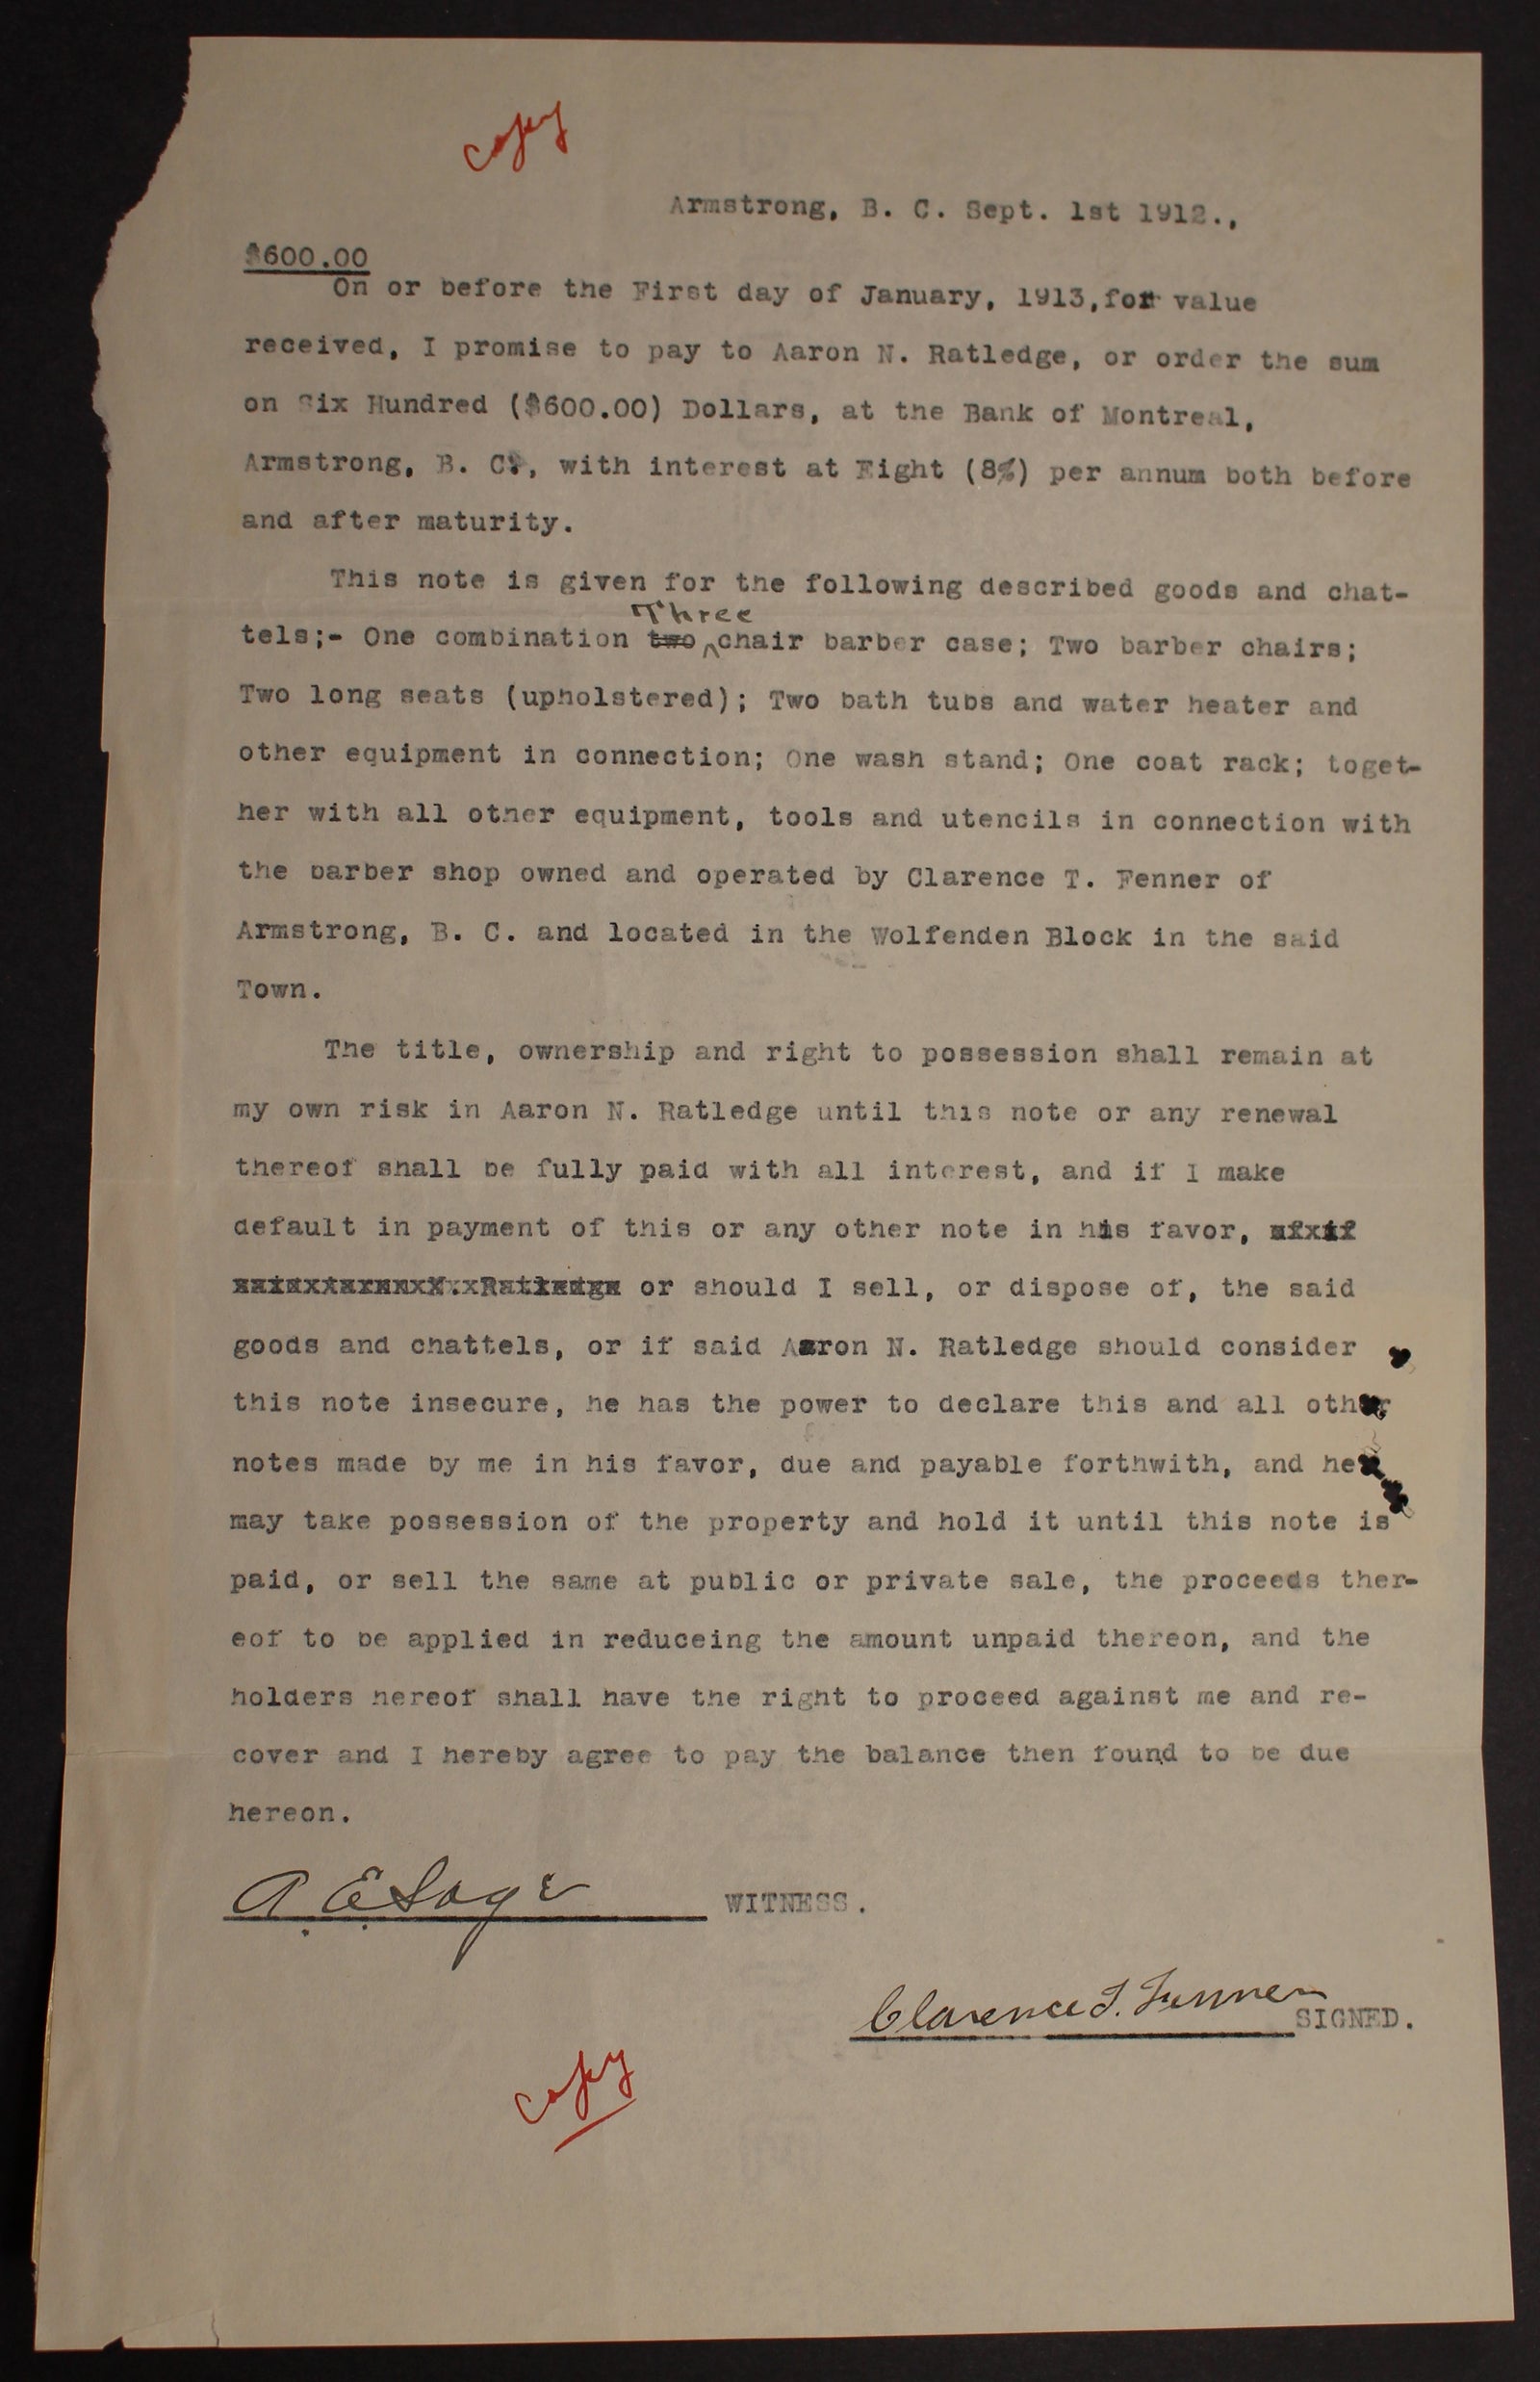 copy
Armstrong, B. C. Sept. 1st 1912.,
$600.00
On or before the First day of January, 1913, for value
received, I promise to pay to Aaron N. Ratledge, or order the sum
on Six Hundred ($600.00) Dollars, at the Bank of Montreal,
Armstrong, B. C., with interest at Eight (8%) per annum both before
and after maturity.
This note is given for the following described goods and chat-
Three
tels;- One combination two chair barber case; Two barber chairs;
Two long seats (upholstered); Two bath tubs and water heater and
other equipment in connection; One wash stand; One coat rack; toget-
her with all other equipment, tools and utencils in connection with
the barber shop owned and operated by Clarence T. Fenner of
Armstrong, B. C. and located in the Wolfenden Block in the said
Town.
The title, ownership and right to possession shall remain at
my own risk in Aaron N. Ratledge until this note or any renewal
thereof shall be fully paid with all interest, and if I make
default in payment of this or any other note in his favor,
or should I sell, or dispose of, the said
goods and chattels, or if said Aaron N. Ratledge should consider
this note insecure, he has the power to declare this and all other
notes made by me in his favor, due and payable forthwith, and he
may take possession of the property and hold it until this note is
paid, or sell the same at public or private sale, the proceeds ther-
eof to be applied in reduceing the amount unpaid thereon, and the
holders hereof shall have the right to proceed against me and re-
cover and I hereby agree to pay the balance then found to be due
hereon.
A. E. Sage WITNESS.
Clarence T. Fenner SIGNED.
copy